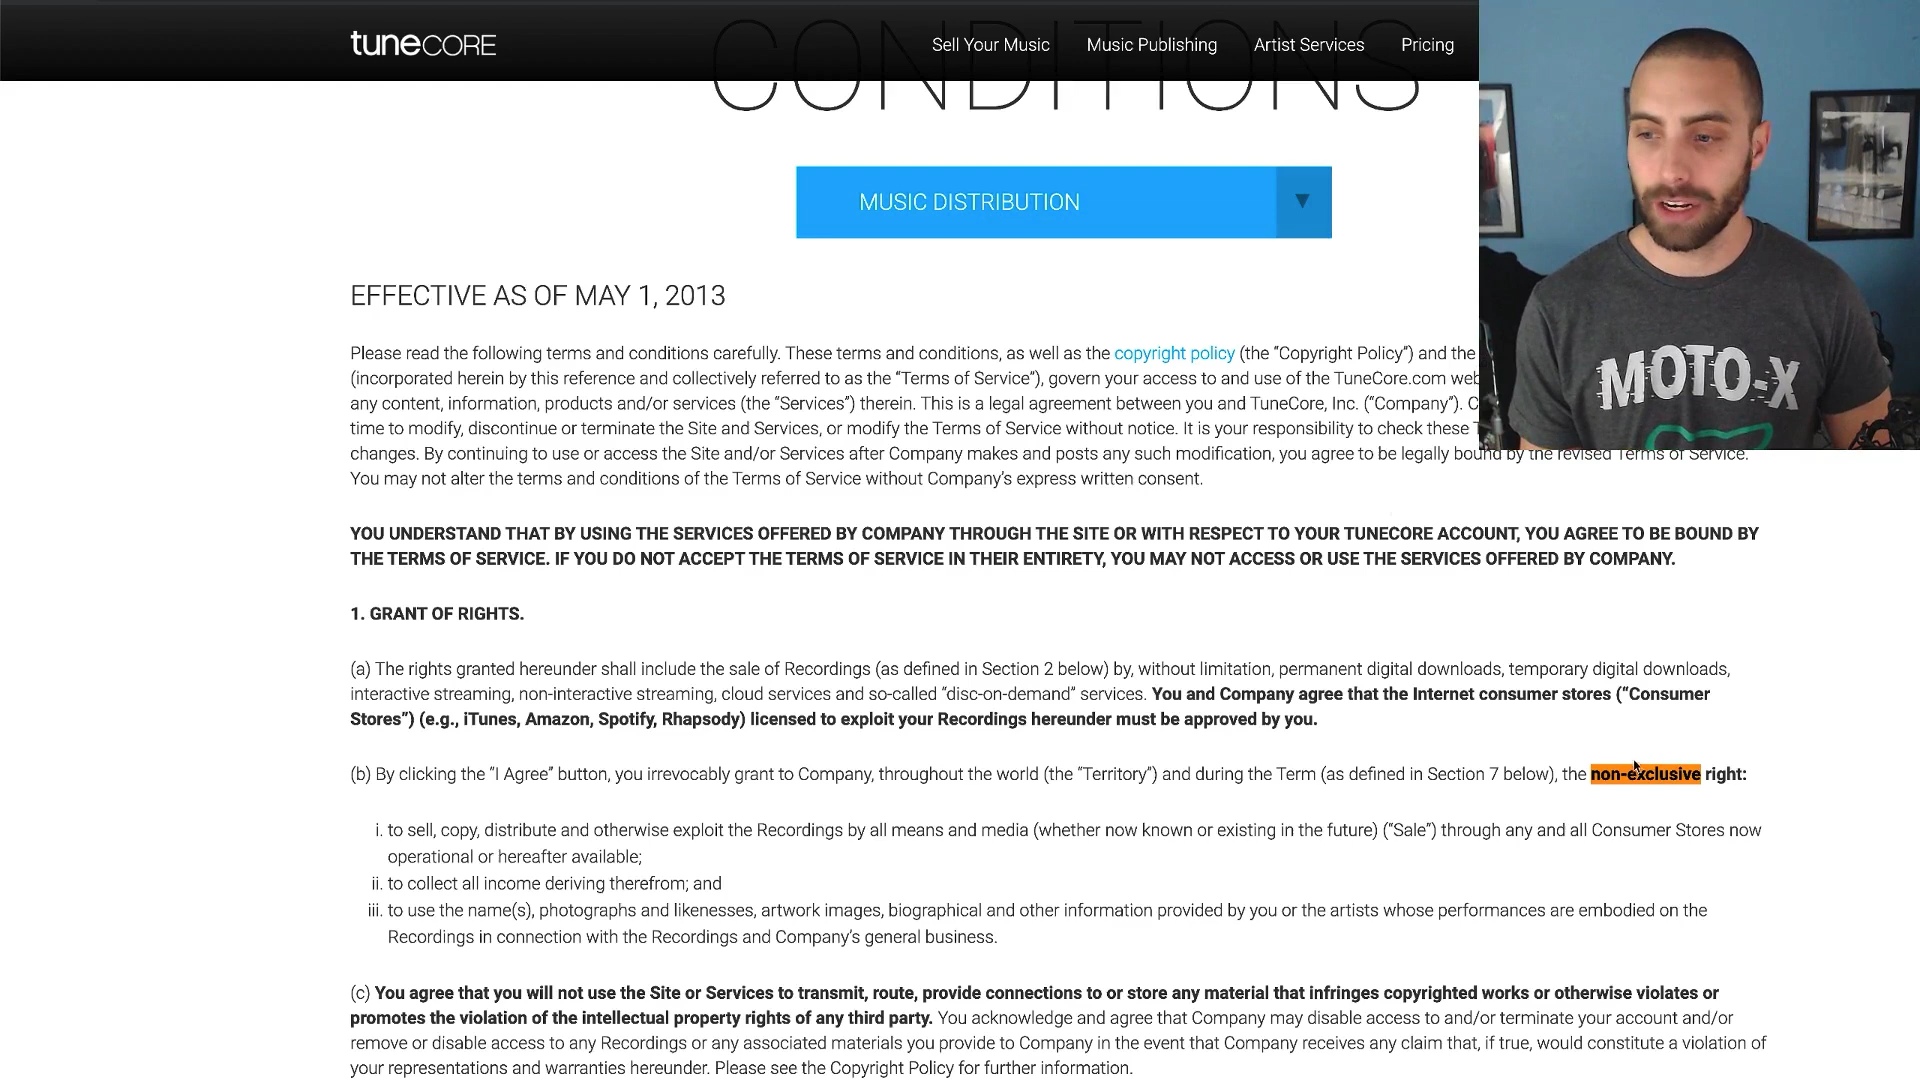 CONDITIONS
tunecore
Sell Your Music
Music Publishing
Artist Services
Pricing
MUSIC DISTRIBUTION
EFFECTIVE AS OF MAY 1, 2013
Please read the following terms and conditions carefully. These terms and conditions, as well as the copyright policy (the “Copyright Policy”) and the
(incorporated herein by this reference and collectively referred to as the “Terms of Service”), govern your access to and use of the TuneCore.com
any content, information, products and/or services (the “Services”) therein. This is a legal agreement between you and TuneCore, Inc. (“Company”).
time to modify, discontinue or terminate the Site and Services, or modify the Terms of Service without notice. It is your responsibility to check these
changes. By continuing to use or access the Site and/or Services after Company makes and posts any such modification, you agree to be legally bound by the revised Terms of Service.
You may not alter the terms and conditions of the Terms of Service without Company’s express written consent.
YOU UNDERSTAND THAT BY USING THE SERVICES OFFERED BY COMPANY THROUGH THE SITE OR WITH RESPECT TO YOUR TUNECORE ACCOUNT, YOU AGREE TO BE BOUND BY
THE TERMS OF SERVICE. IF YOU DO NOT ACCEPT THE TERMS OF SERVICE IN THEIR ENTIRETY, YOU MAY NOT ACCESS OR USE THE SERVICES OFFERED BY COMPANY.
1. GRANT OF RIGHTS.
(a) The rights granted hereunder shall include the sale of Recordings (as defined in Section 2 below) by, without limitation, permanent digital downloads, temporary digital downloads,
interactive streaming, non-interactive streaming, cloud services and so-called “disc-on-demand” services. You and Company agree that the Internet consumer stores (“Consumer
Stores”) (e.g., iTunes, Amazon, Spotify, Rhapsody) licensed to exploit your Recordings hereunder must be approved by you.
(b) By clicking the “I Agree” button, you irrevocably grant to Company, throughout the world (the “Territory”) and during the Term (as defined in Section 7 below), the non-exclusive right:
i. to sell, copy, distribute and otherwise exploit the Recordings by all means and media (whether now known or existing in the future) (“Sale”) through any and all Consumer Stores now
operational or hereafter available;
ii. to collect all income deriving therefrom; and
iii. to use the name(s), photographs and likenesses, artwork images, biographical and other information provided by you or the artists whose performances are embodied on the
Recordings in connection with the Recordings and Company’s general business.
(c) You agree that you will not use the Site or Services to transmit, route, provide connections to or store any material that infringes copyrighted works or otherwise violates or
promotes the violation of the intellectual property rights of any third party. You acknowledge and agree that Company may disable access to and/or terminate your account and/or
remove or disable access to any Recordings or any associated materials you provide to Company in the event that Company receives any claim that, if true, would constitute a violation of
your representations and warranties hereunder. Please see the Copyright Policy for further information.
MOTO-X